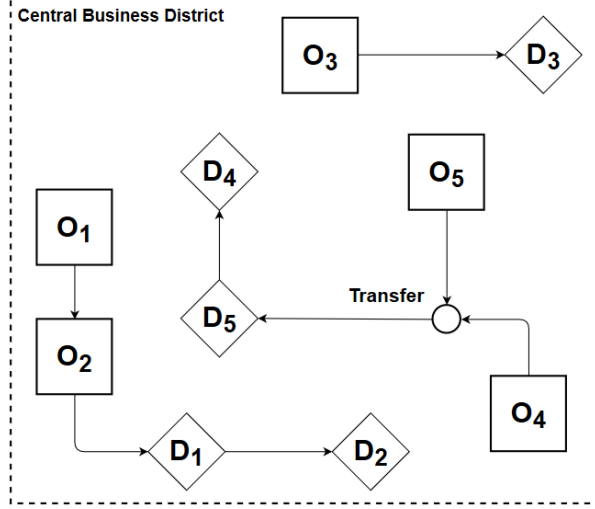 Central Business District
O3
D3
D4
O5
O1
Transfer
D5
O2
O4
D1
D2